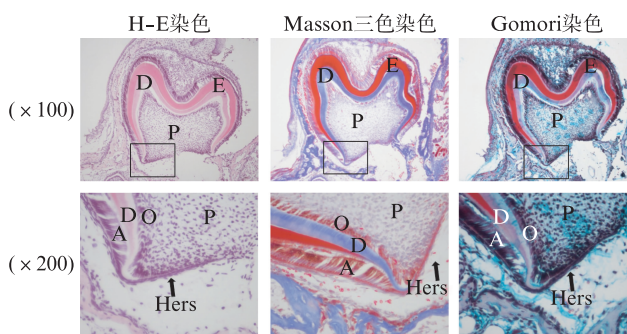 H-E染色 Masson三色染色 Gomori染色
(×100)
D E P
D E P
D E P
(×200)
D O P A Hers
O P D A Hers
D P A O Hers